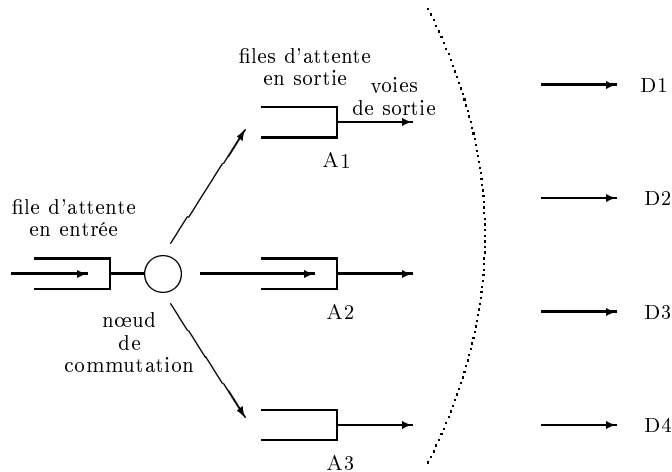 files d'attente
en sortie
voies
de sortie
D1
A1
D2
file d'attente
en entrée
A2
D3
nœud
de
commutation
D4
A3